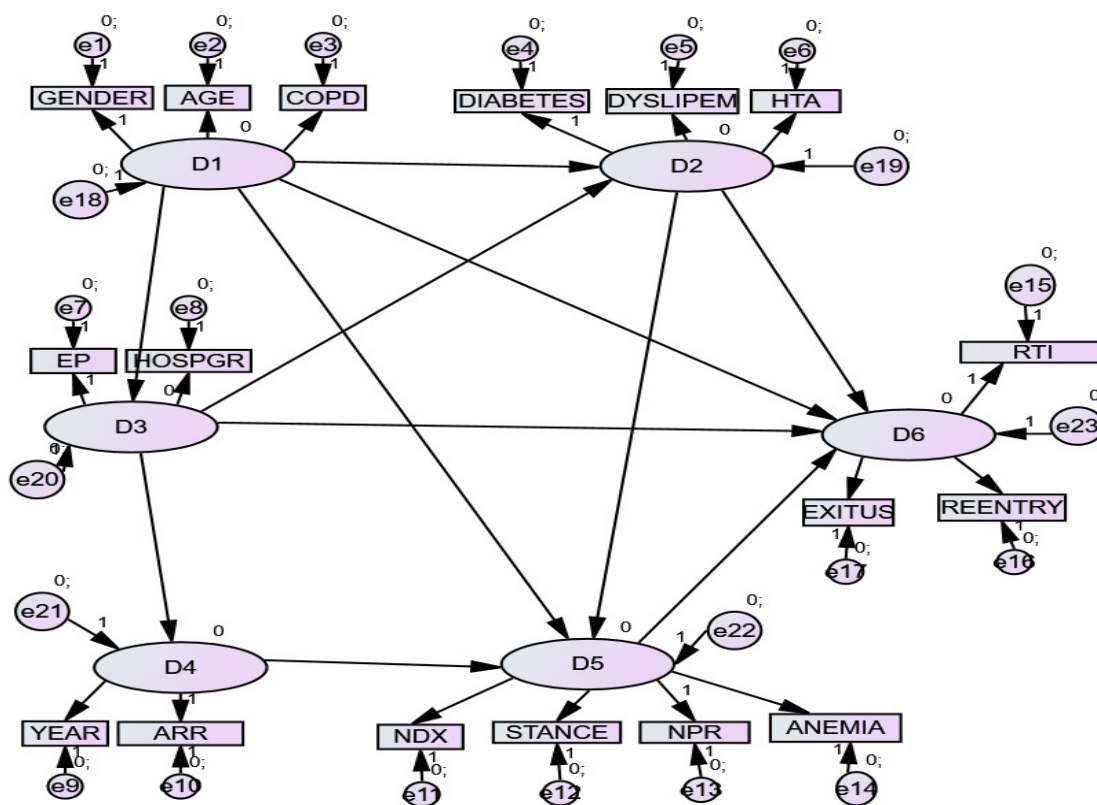 0; 0; 0; 0; 0; 0;
e1 e2 e3 e4 e5 e6
1 1 1 1 1 1
GENDER AGE COPD DIABETES DYSLIPEM HTA
1 0 1 0
D1 D2
0; 1 1 0;
e18 e19
0; 0; 0;
e7 e8 e15
1 1 1
EP HOSPGR RTI
1 0 1 0 0;
D3 D6 1 e23
e20
EXITUS REENTRY
1 0; 1 0;
e17 e16
0; 0;
e21 e22
1 0 0 1
D4 D5
1 1
YEAR ARR NDX STANCE NPR ANEMIA
1 0; 1 0; 1 0; 1 0; 1 0; 1 0;
e9 e10 e11 e12 e13 e14